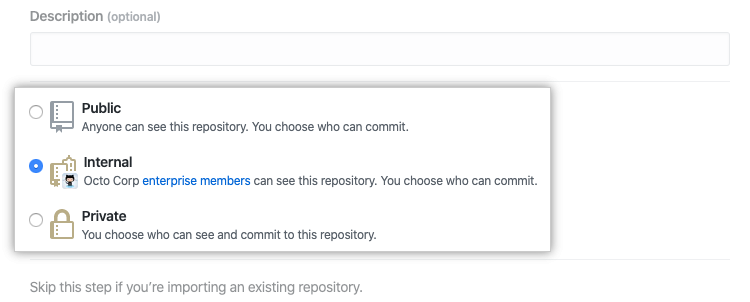 Description (optional)
Public
Anyone can see this repository. You choose who can commit.
Internal
Octo Corp enterprise members can see this repository. You choose who can commit.
Private
You choose who can see and commit to this repository.
Skip this step if you’re importing an existing repository.